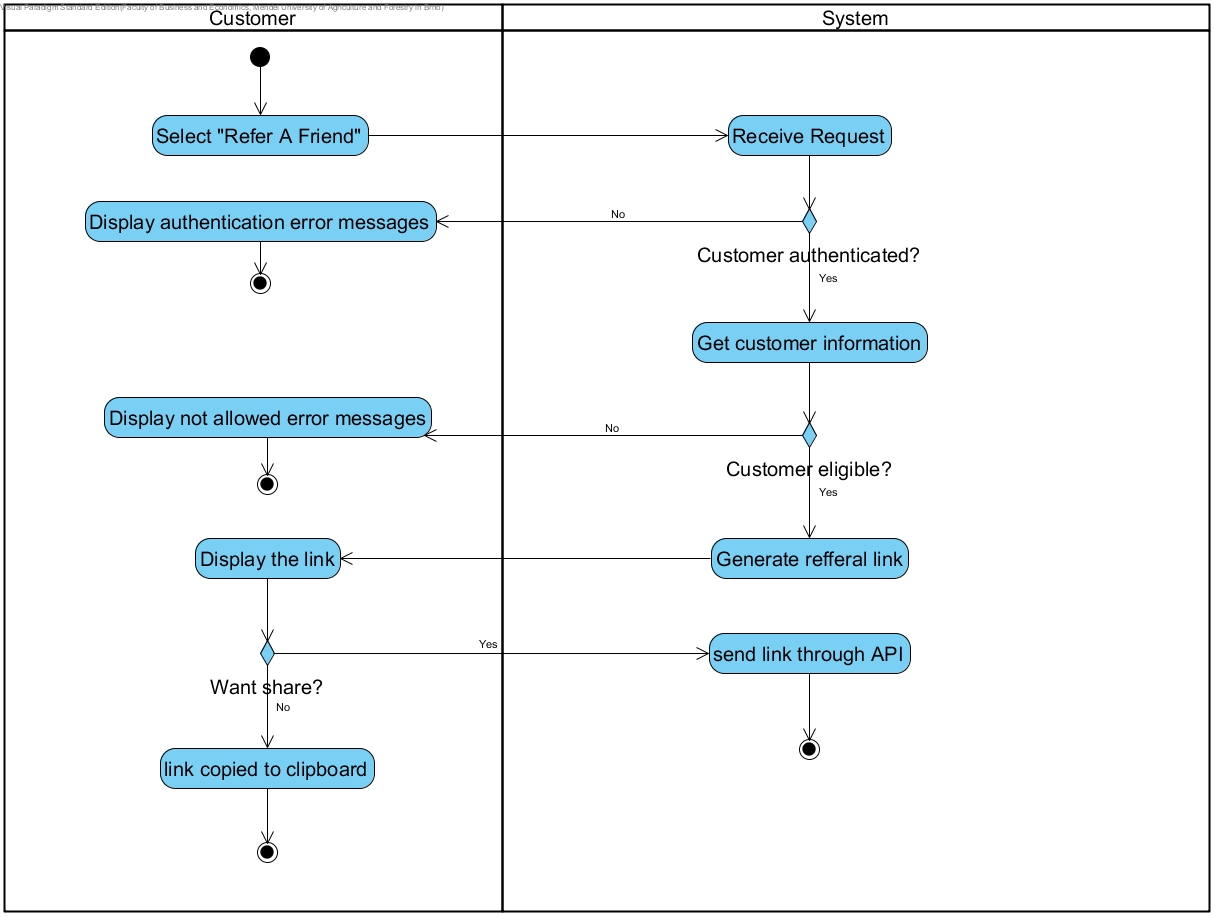 Visual Paradigm Standard Edition(Faculty of Business and Economics, Mendel University of Agriculture and Forestry in Brno)
Customer
System
Select "Refer A Friend"
Receive Request
Display authentication error messages
No
Customer authenticated?
Yes
Get customer information
Display not allowed error messages
No
Customer eligible?
Yes
Display the link
Generate refferal link
Yes
send link through API
Want share?
No
link copied to clipboard